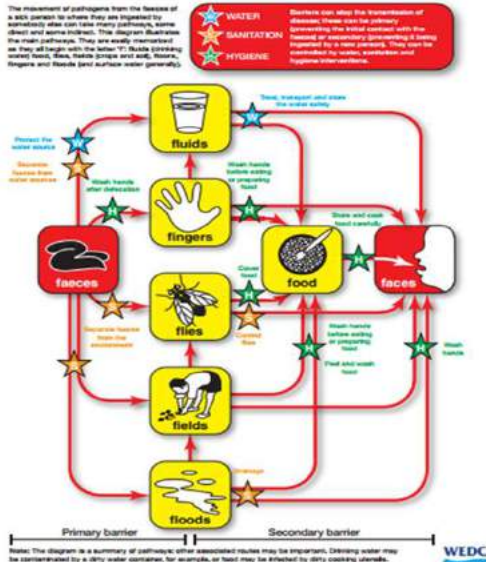 The movement of pathogens from the faeces of
a sick person to where they are ingested by
somebody else can take many pathways, some
direct and some indirect. This diagram illustrates
the main pathways. They are easily memorized
as they all begin with the letter 'f': fluids (drinking
water) food, flies, fields (crops and soil), floors,
fingers and floods (and surface water generally).
WATER
SANITATION
HYGIENE
Barriers can stop the transmission of
disease; these can be primary
(preventing the initial contact with the
faeces) or secondary (preventing it being
ingested by a new person). They can be
controlled by water, sanitation and
hygiene interventions.
Protect the
water source
W
Separate
faeces from
water sources
S
fluids
W
Treat, transport and store
the water safely
Wash hands
after defecation
H
fingers
Wash hands
before eating
or preparing
food
H
H
Store and cook
food carefully
H
faeces
food
faces
Separate faeces
from the
environment
flies
Cover
food
H
Control
flies
Wash hands
before eating
or preparing
food
H
Peel and wash
food
H
Wash
hands
fields
floods
Drainage
Primary barrier
Secondary barrier
Note: The diagram is a summary of pathways: other associated routes may be important. Drinking water may
be contaminated by a dirty water container, for example, or food may be infected by dirty cooking utensils.
WEDC